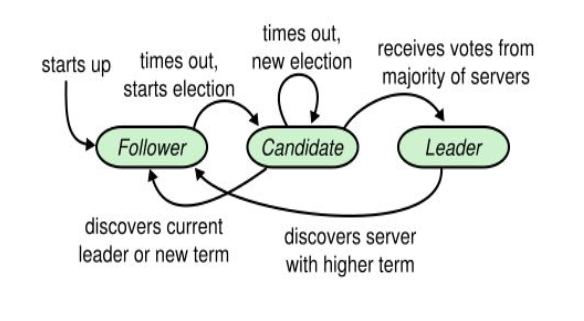 starts up
times out,
starts election
times out,
new election
receives votes from
majority of servers
Follower
Candidate
Leader
discovers current
leader or new term
discovers server
with higher term